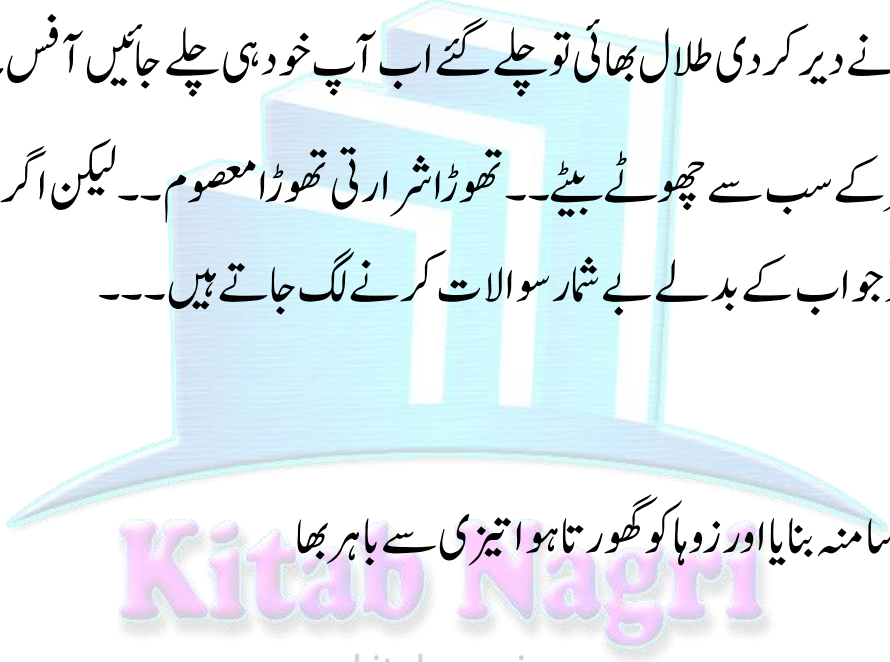 نے دیر کردی طلال بھائی تو چلے گئے اب آپ خود ہی چلے جائیں آفس
کے سب سے چھوٹے بیٹے۔۔ تھوڑا شرارتی تھوڑا معصوم۔۔ لیکن اگر
جواب کے بدلے بے شمار سوالات کرنے لگ جاتے ہیں۔۔۔
سا منہ بنایا اور زوہا کو گھورتا ہوا تیزی سے باہر بھا
Kitab Nagri